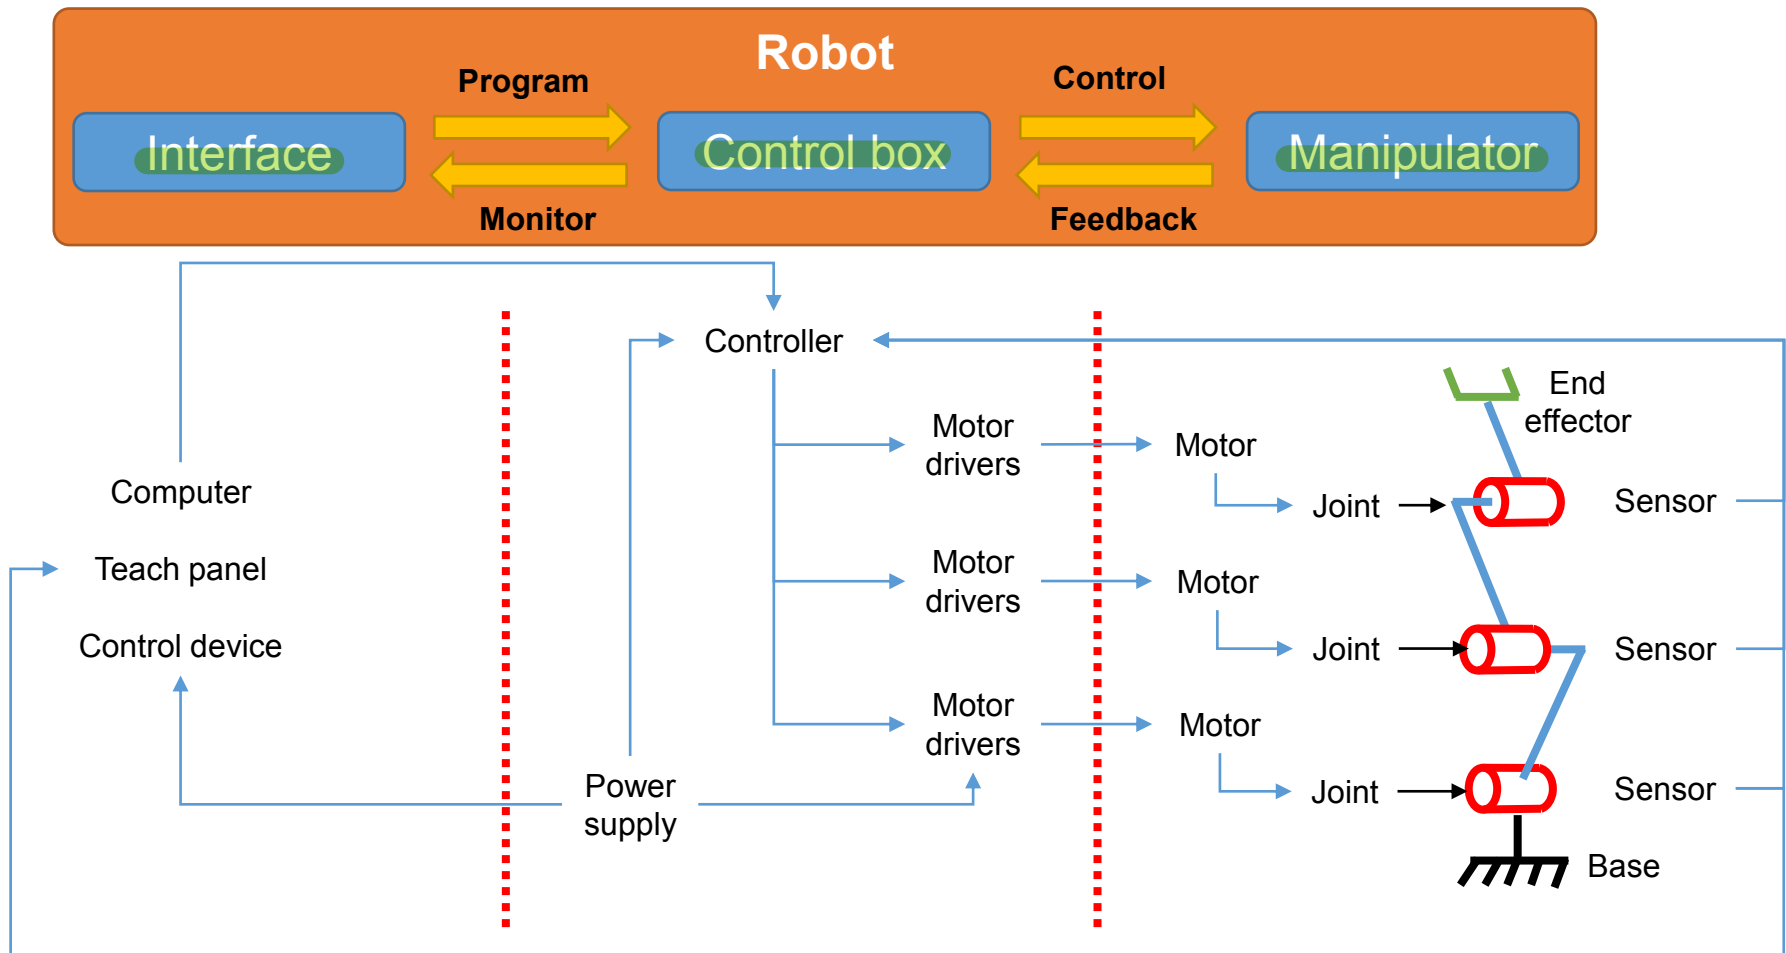 Robot
Program
Control
Interface
Control box
Manipulator
Monitor
Feedback
Controller
End
effector
Motor
drivers
Motor
Computer
Joint
Sensor
Teach panel
Motor
drivers
Motor
Control device
Joint
Sensor
Motor
drivers
Motor
Power
supply
Joint
Sensor
Base